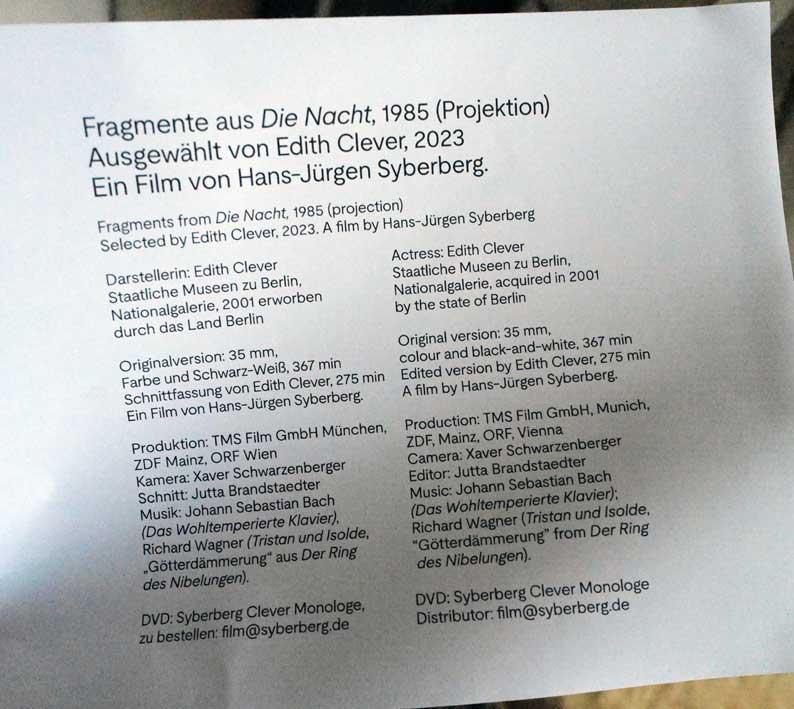 Fragmente aus Die Nacht, 1985 (Projektion)
Ausgewählt von Edith Clever, 2023
Ein Film von Hans-Jürgen Syberberg.
Fragments from Die Nacht, 1985 (projection)
Selected by Edith Clever, 2023. A film by Hans-Jürgen Syberberg
Darstellerin: Edith Clever
Staatliche Museen zu Berlin,
Nationalgalerie, 2001 erworben
durch das Land Berlin
Originalversion: 35 mm,
Farbe und Schwarz-Weiß, 367 min
Schnittfassung von Edith Clever, 275 min
Ein Film von Hans-Jürgen Syberberg.
Produktion: TMS Film GmbH München,
ZDF Mainz, ORF Wien
Kamera: Xaver Schwarzenberger
Schnitt: Jutta Brandstaedter
Musik: Johann Sebastian Bach
(Das Wohltemperierte Klavier),
Richard Wagner (Tristan und Isolde,
„Götterdämmerung“ aus Der Ring
des Nibelungen).
DVD: Syberberg Clever Monologe,
zu bestellen: film@syberberg.de
Actress: Edith Clever
Staatliche Museen zu Berlin,
Nationalgalerie, acquired in 2001
by the state of Berlin
Original version: 35 mm,
colour and black-and-white, 367 min
Edited version by Edith Clever, 275 min
A film by Hans-Jürgen Syberberg.
Production: TMS Film GmbH, Munich,
ZDF, Mainz, ORF, Vienna
Camera: Xaver Schwarzenberger
Editor: Jutta Brandstaedter
Music: Johann Sebastian Bach
(Das Wohltemperierte Klavier);
Richard Wagner (Tristan und Isolde,
“Götterdämmerung” from Der Ring
des Nibelungen).
DVD: Syberberg Clever Monologe
Distributor: film@syberberg.de